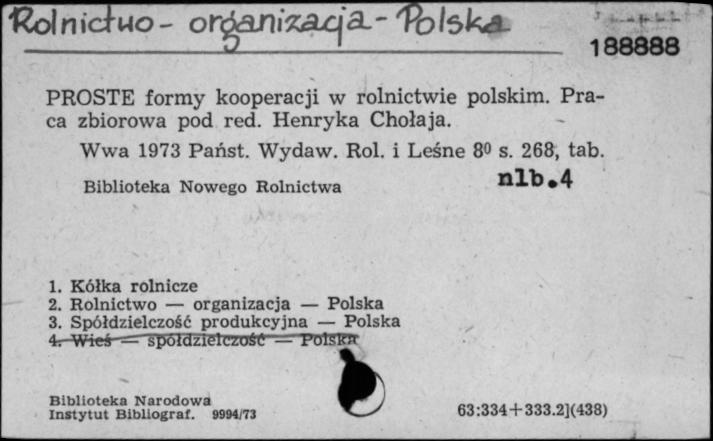 Rolnictwo - organizacja - Polska
188888
PROSTE formy kooperacji w rolnictwie polskim. Pra-
ca zbiorowa pod red. Henryka Chołaja.
Wwa 1973 Państ. Wydaw. Rol. i Leśne 8⁰ s. 268, tab.
nlb.4
Biblioteka Nowego Rolnictwa
1. Kółka rolnicze
2. Rolnictwo — organizacja — Polska
3. Spółdzielczość produkcyjna — Polska
4. Wieś — spółdzielczość — Polska
Biblioteka Narodowa
Instytut Bibliograf. 9994/73
63:334+333.2](438)